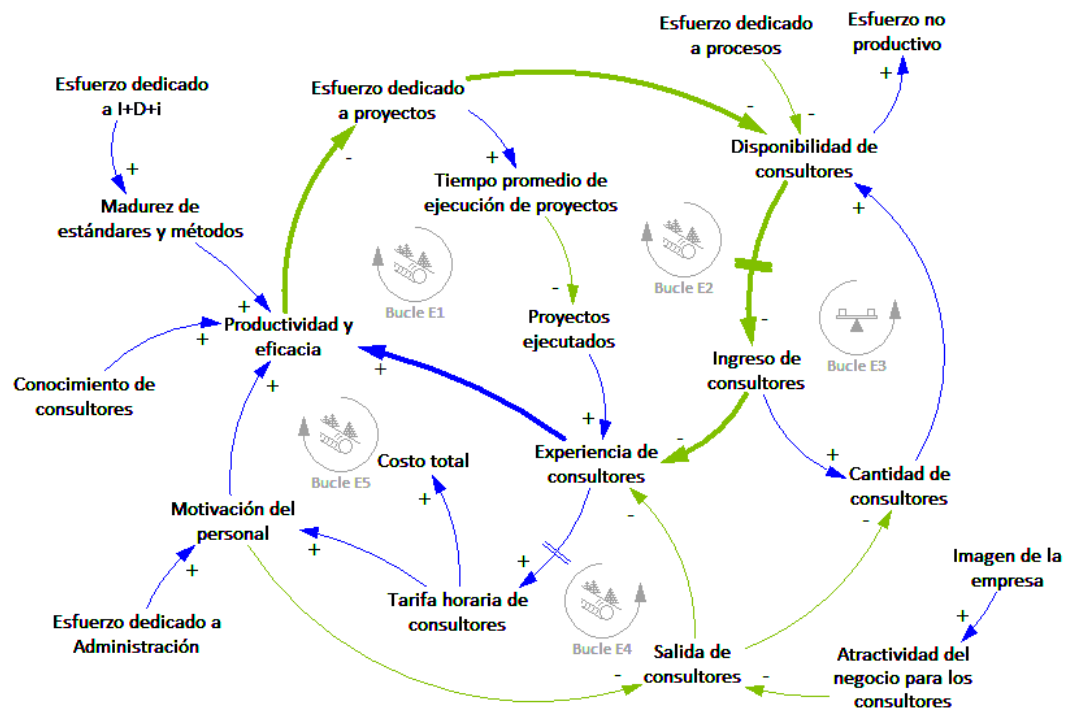 Esfuerzo dedicado
a procesos
Esfuerzo no
productivo
+
Esfuerzo dedicado
a I+D+i
Esfuerzo dedicado
a proyectos
-
-
Disponibilidad de
consultores
-
+
+
Tiempo promedio de
ejecución de proyectos
Madurez de
estándares y métodos
+
Bucle E1
Bucle E2
-
+
Productividad y
eficacia
+
Proyectos
ejecutados
-
Ingreso de
consultores
Bucle E3
Conocimiento de
consultores
+
+
+
-
Experiencia de
consultores
+
Cantidad de
consultores
Costo total
Bucle E5
+
-
-
Motivación del
personal
+
+
+
Imagen de la
empresa
Esfuerzo dedicado a
Administración
Tarifa horaria de
consultores
Bucle E4
+
Salida de
consultores
-
-
Atractividad del
negocio para los
consultores